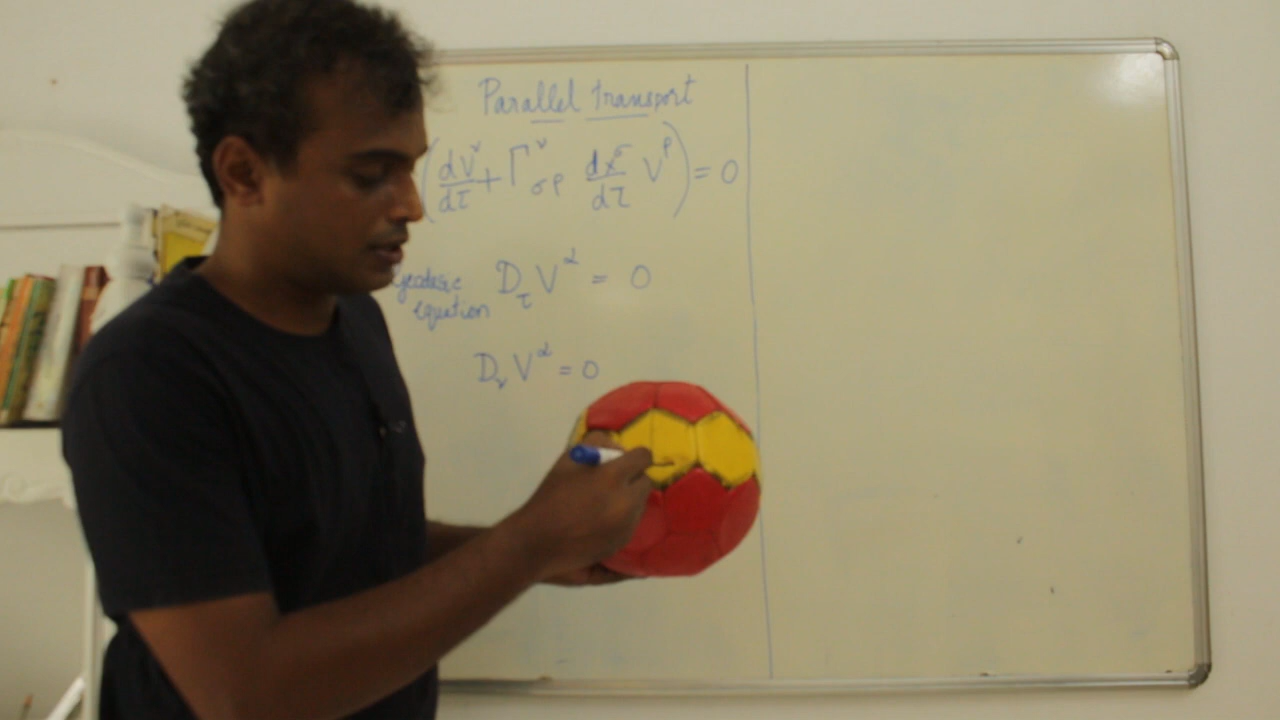 Parallel transport
(dV^ν/dτ + Γ^ν_σρ dx^σ/dτ V^ρ) = 0
geodesic equation D_τ V^α = 0
D_ν V^α = 0